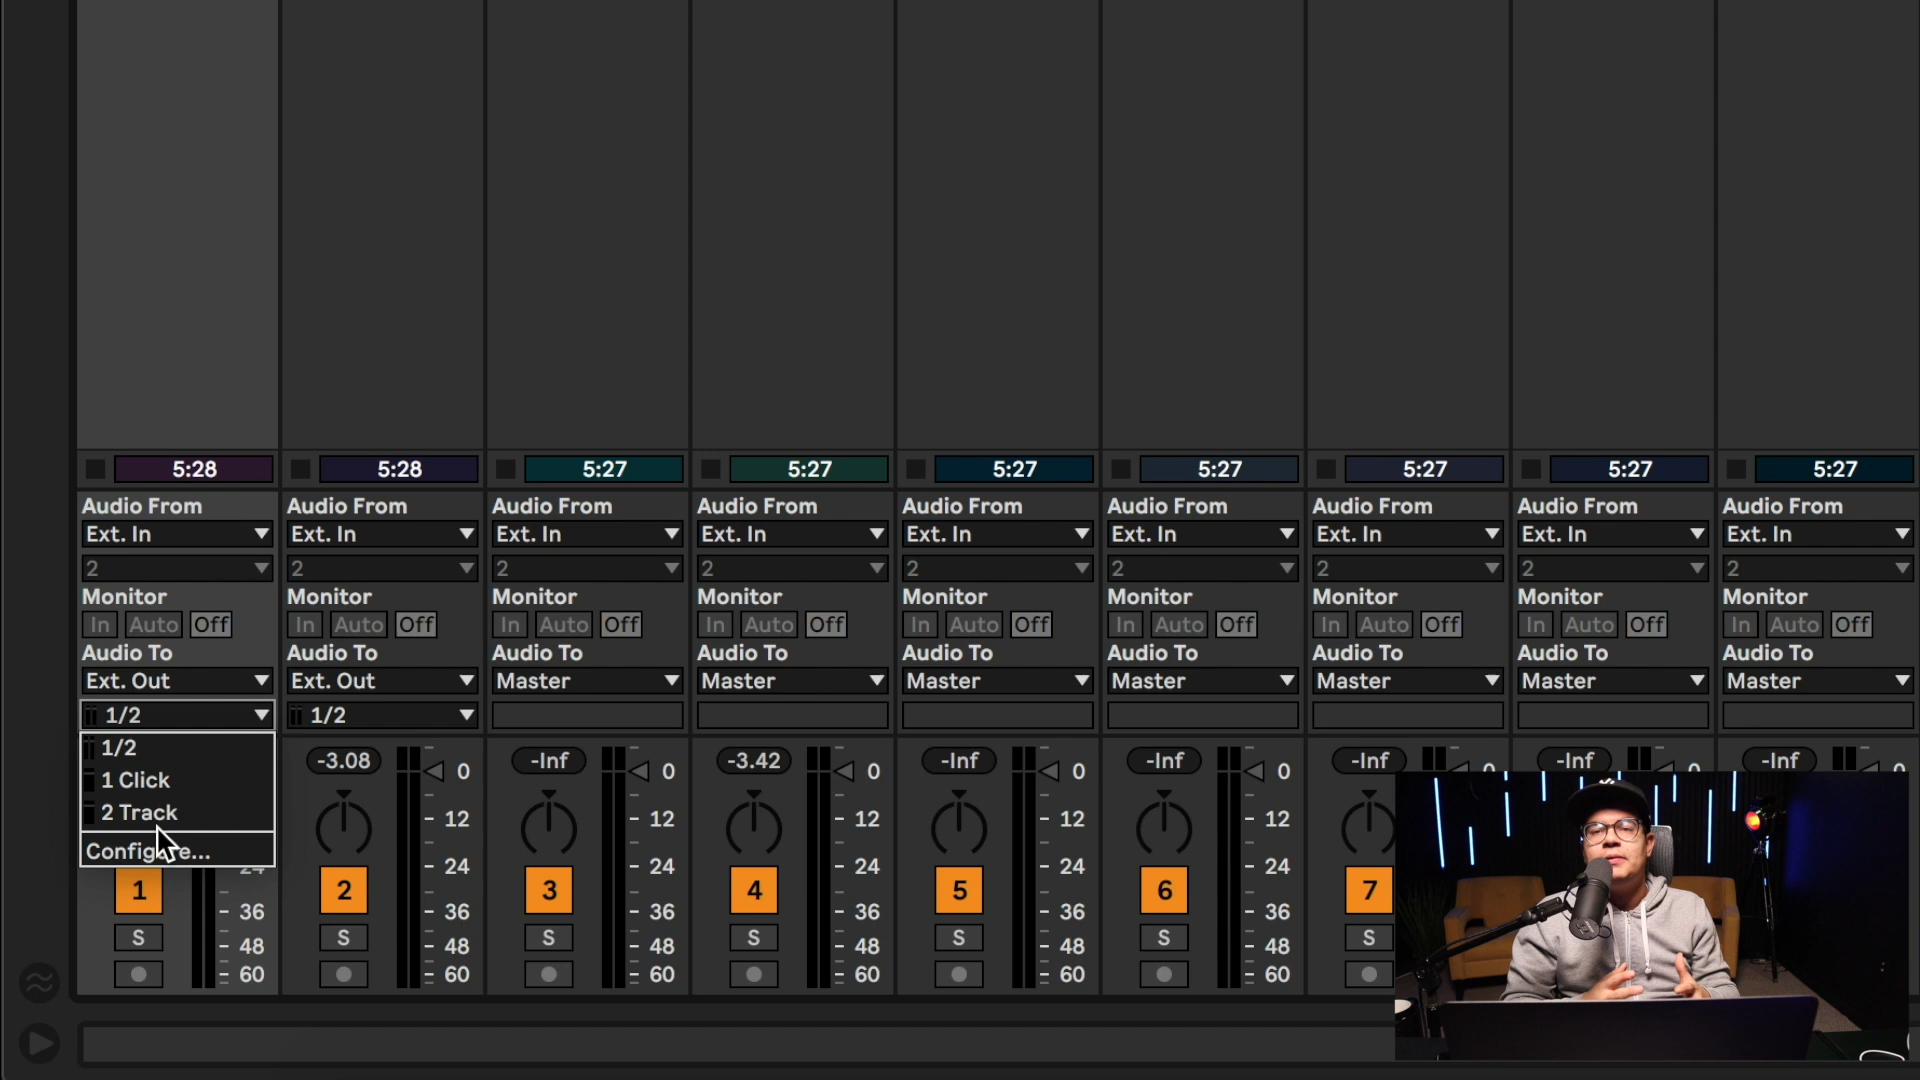 5:28 5:28 5:27 5:27 5:27 5:27 5:27 5:27 5:27
Audio From Audio From Audio From Audio From Audio From Audio From Audio From Audio From Audio From
Ext. In Ext. In Ext. In Ext. In Ext. In Ext. In Ext. In Ext. In Ext. In
2 2 2 2 2 2 2 2 2
Monitor Monitor Monitor Monitor Monitor Monitor Monitor Monitor Monitor
In Auto Off In Auto Off In Auto Off In Auto Off In Auto Off In Auto Off In Auto Off In Auto Off In Auto Off
Audio To Audio To Audio To Audio To Audio To Audio To Audio To Audio To Audio To
Ext. Out Ext. Out Master Master Master Master Master Master Master
1/2 1/2
1/2
1 Click
2 Track
Configure...
-3.08 -Inf -3.42 -Inf -Inf -Inf -Inf -Inf
0 0 0 0 0
12 12 12 12 12
24 24 24 24 24 24
1 2 3 4 5 6 7
36 36 36 36 36 36
S S S S S S S
48 48 48 48 48 48
60 60 60 60 60 60